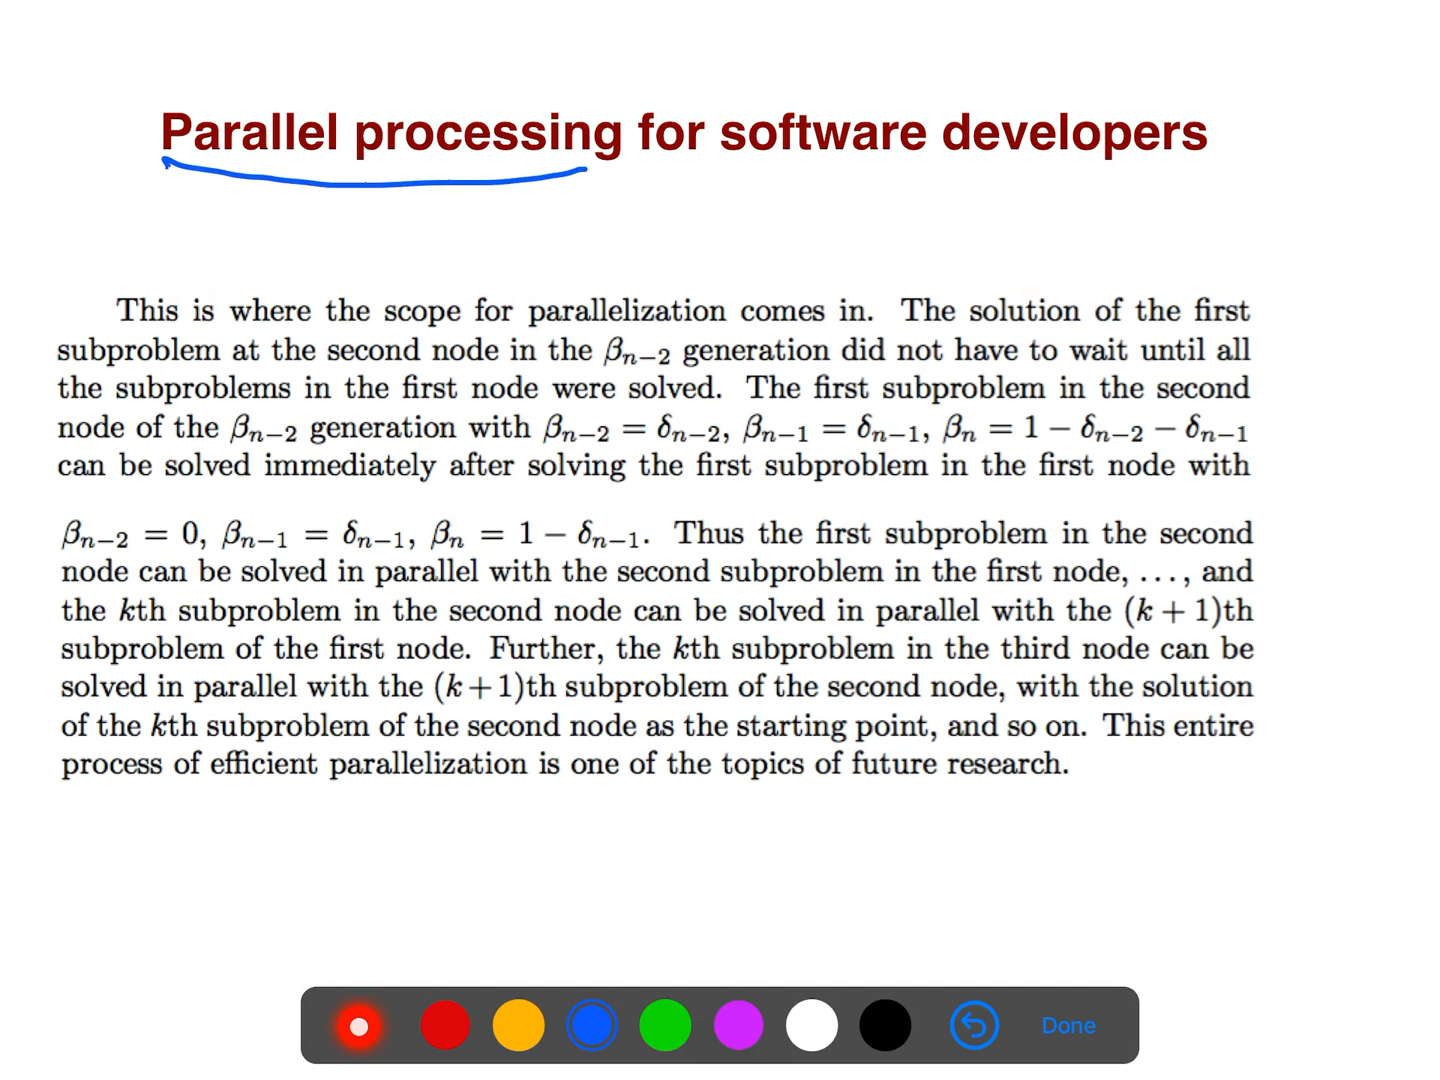 Parallel processing for software developers
This is where the scope for parallelization comes in. The solution of the first
subproblem at the second node in the βₙ₋₂ generation did not have to wait until all
the subproblems in the first node were solved. The first subproblem in the second
node of the βₙ₋₂ generation with βₙ₋₂ = δₙ₋₂, βₙ₋₁ = δₙ₋₁, βₙ = 1 − δₙ₋₂ − δₙ₋₁
can be solved immediately after solving the first subproblem in the first node with
βₙ₋₂ = 0, βₙ₋₁ = δₙ₋₁, βₙ = 1 − δₙ₋₁. Thus the first subproblem in the second
node can be solved in parallel with the second subproblem in the first node, ..., and
the kth subproblem in the second node can be solved in parallel with the (k + 1)th
subproblem of the first node. Further, the kth subproblem in the third node can be
solved in parallel with the (k + 1)th subproblem of the second node, with the solution
of the kth subproblem of the second node as the starting point, and so on. This entire
process of efficient parallelization is one of the topics of future research.
Done